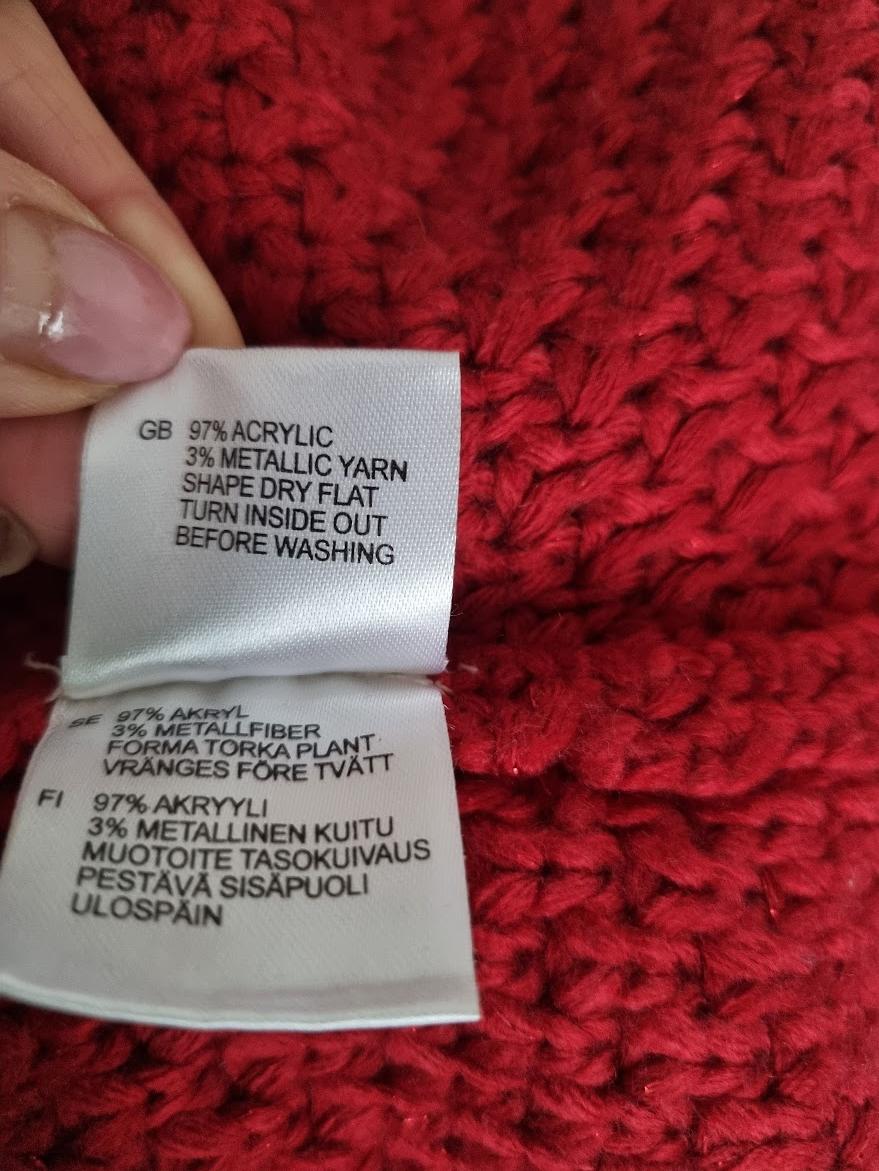 GB 97% ACRYLIC
3% METALLIC YARN
SHAPE DRY FLAT
TURN INSIDE OUT
BEFORE WASHING
SE 97% AKRYL
3% METALLFIBER
FORMA TORKA PLANT
VRÄNGES FÖRE TVÄTT
FI 97% AKRYYLI
3% METALLINEN KUITU
MUOTOITE TASOKUIVAUS
PESTÄVÄ SISÄPUOLI
ULOSPÄIN